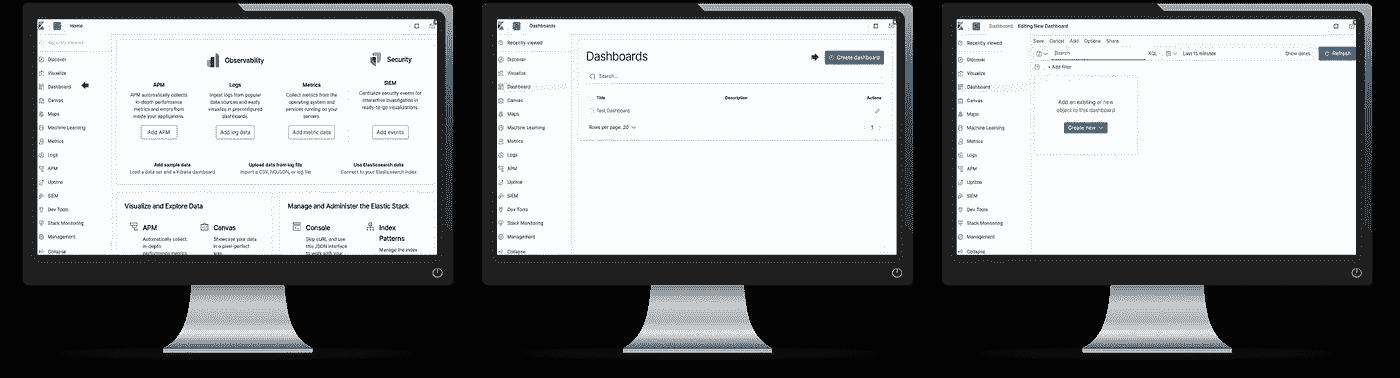 Home
Recently viewed
Discover
Visualize
Dashboard
Canvas
Maps
Machine Learning
Metrics
Logs
APM
Uptime
SIEM
Dev Tools
Stack Monitoring
Management
Collapse
Observability
Security
APM
APM automatically collects
in-depth performance
metrics and errors from
inside your applications.
Add APM
Logs
Ingest logs from popular
data sources and easily
visualize in preconfigured
dashboards.
Add log data
Metrics
Collect metrics from the
operating system and
services running on your
servers.
Add metric data
SIEM
Centralize security events for
interactive investigation in
ready-to-go visualizations.
Add events
Add sample data
Load a data set and a Kibana dashboard
Upload data from log file
Import a CSV, NDJSON, or log file
Use Elasticsearch data
Connect to your Elasticsearch index
Visualize and Explore Data
APM
Automatically collect
in-depth
performance metrics
Canvas
Showcase your data
in a pixel-perfect
way.
Manage and Administer the Elastic Stack
Console
Skip cURL and use
this JSON interface
to work with your
Index
Patterns
Manage the index
Dashboards
Recently viewed
Discover
Visualize
Dashboard
Canvas
Maps
Machine Learning
Metrics
Logs
APM
Uptime
SIEM
Dev Tools
Stack Monitoring
Management
Collapse
Dashboards
Create dashboard
Search...
Title Description Actions
Test Dashboard
Rows per page: 20
1
Dashboard Editing New Dashboard
Recently viewed
Discover
Visualize
Dashboard
Canvas
Maps
Machine Learning
Metrics
Logs
APM
Uptime
SIEM
Dev Tools
Stack Monitoring
Management
Collapse
Save Cancel Add Options Share
Search KQL Last 15 minutes Show dates Refresh
+ Add filter
Add an existing or new
object to this dashboard
Create new